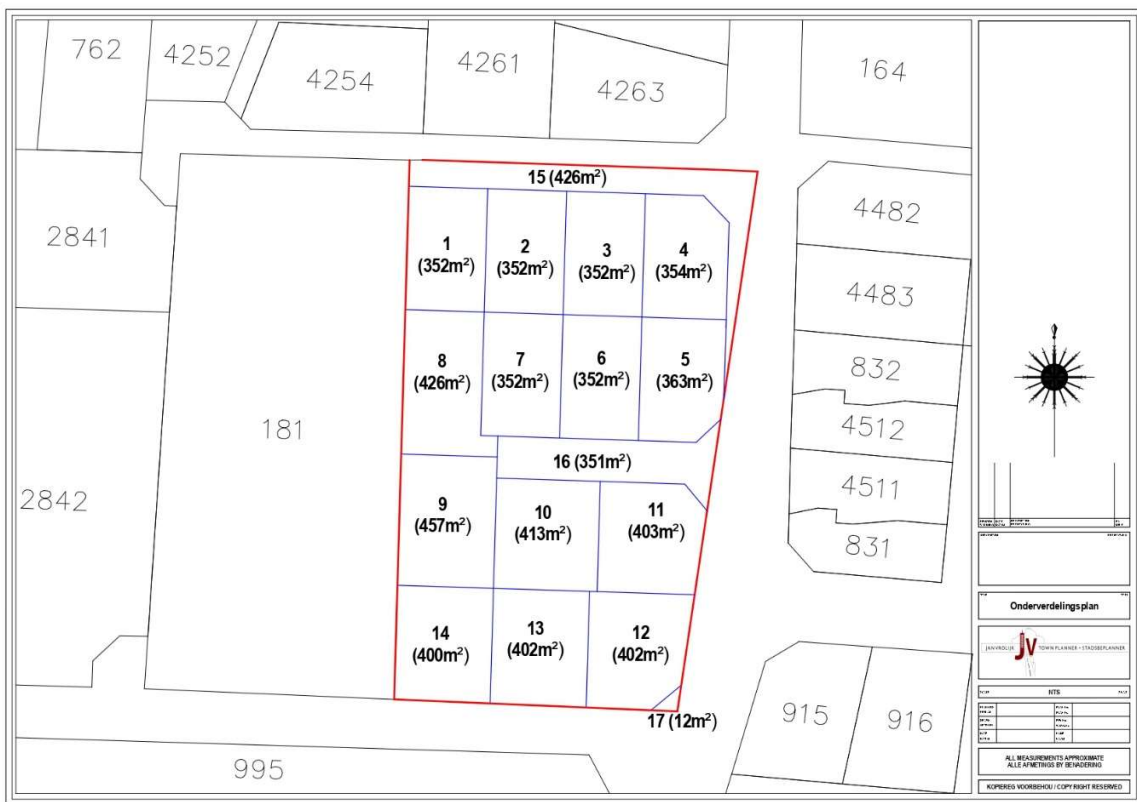 762
4252
4254
4261
4263
164
15 (426m²)
1
(352m²)
2
(352m²)
3
(352m²)
4
(354m²)
4482
2841
4483
8
(426m²)
7
(352m²)
6
(352m²)
5
(363m²)
832
4512
181
16 (351m²)
4511
2842
9
(457m²)
10
(413m²)
11
(403m²)
831
14
(400m²)
13
(402m²)
12
(402m²)
17 (12m²)
915
916
995
Onderverdelingsplan
JV
TOWN PLANNER • STADSBEPLANNER
NTS
ALL MEASUREMENTS APPROXIMATE
ALLE AFMETINGS BY BENADERING
KOPIEREG VOORBEHOU / COPY RIGHT RESERVED